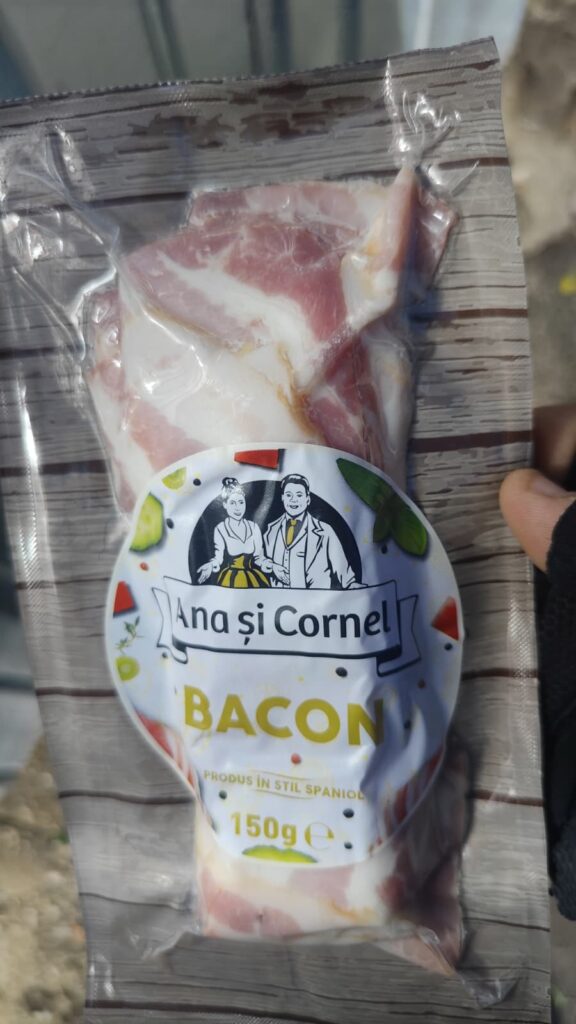 Ana și Cornel
BACON
PRODUS ÎN STIL SPANIOL
150g ℮